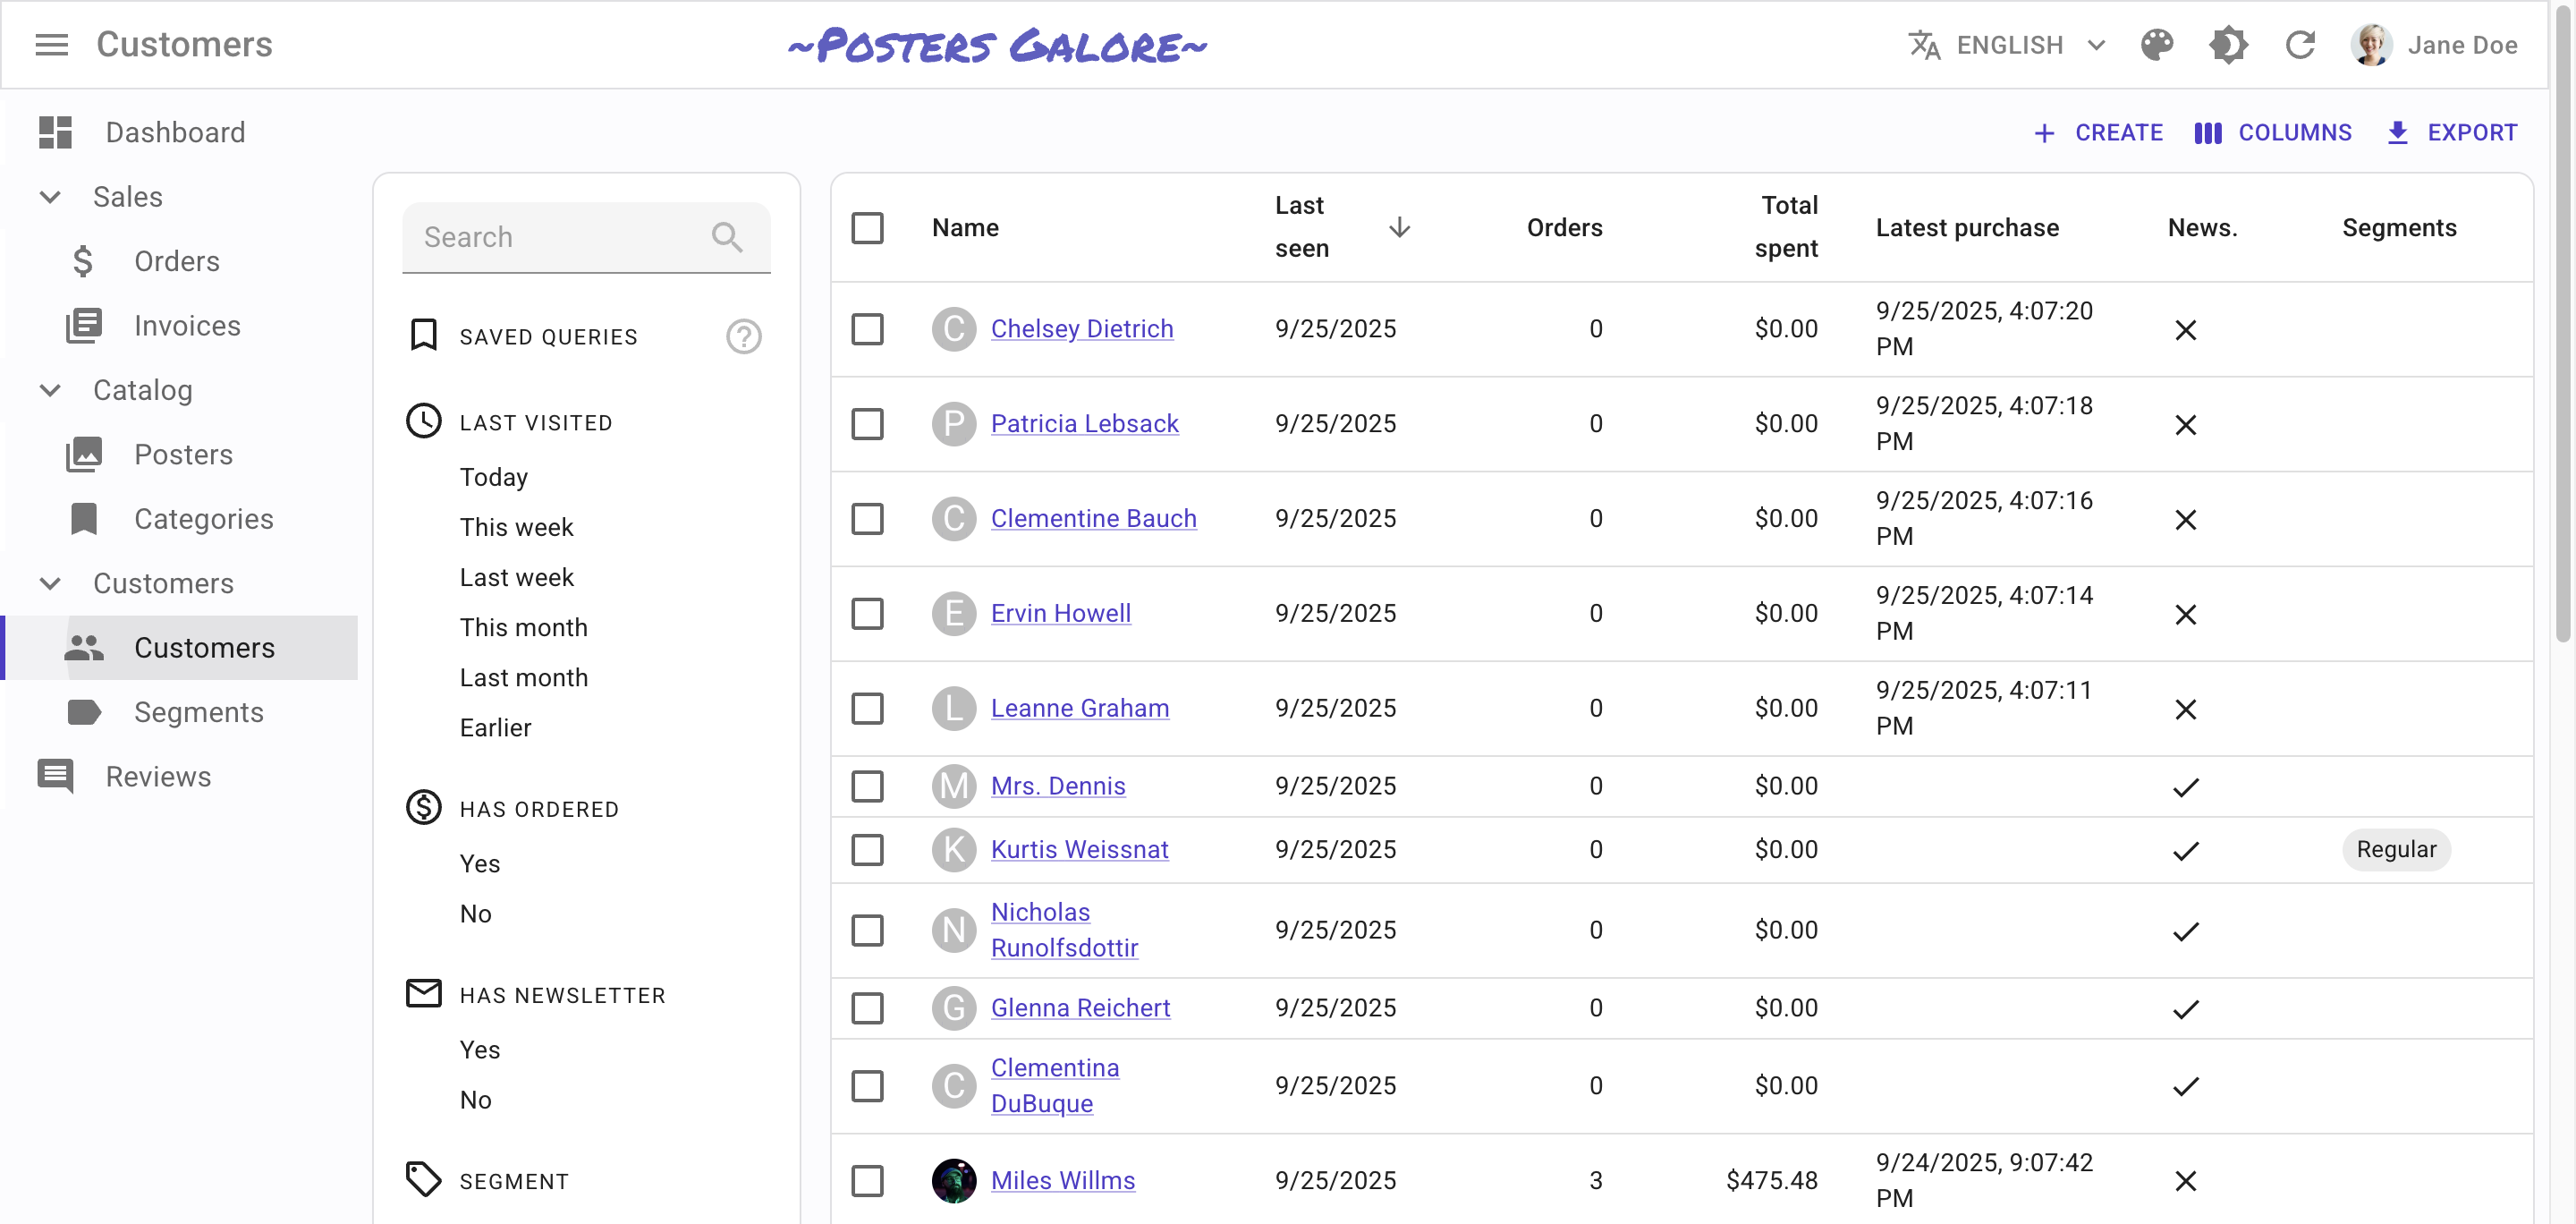 Customers
~Posters Galore~
ENGLISH
Jane Doe
Dashboard
Sales
Orders
Invoices
Catalog
Posters
Categories
Customers
Customers
Segments
Reviews
CREATE
COLUMNS
EXPORT
Search
SAVED QUERIES
?
LAST VISITED
Today
This week
Last week
This month
Last month
Earlier
HAS ORDERED
Yes
No
HAS NEWSLETTER
Yes
No
SEGMENT
Name Last seen Orders Total spent Latest purchase News. Segments
C Chelsey Dietrich 9/25/2025 0 $0.00 9/25/2025, 4:07:20 PM
P Patricia Lebsack 9/25/2025 0 $0.00 9/25/2025, 4:07:18 PM
C Clementine Bauch 9/25/2025 0 $0.00 9/25/2025, 4:07:16 PM
E Ervin Howell 9/25/2025 0 $0.00 9/25/2025, 4:07:14 PM
L Leanne Graham 9/25/2025 0 $0.00 9/25/2025, 4:07:11 PM
M Mrs. Dennis 9/25/2025 0 $0.00
K Kurtis Weissnat 9/25/2025 0 $0.00 Regular
N Nicholas Runolfsdottir 9/25/2025 0 $0.00
G Glenna Reichert 9/25/2025 0 $0.00
C Clementina DuBuque 9/25/2025 0 $0.00
Miles Willms 9/25/2025 3 $475.48 9/24/2025, 9:07:42 PM